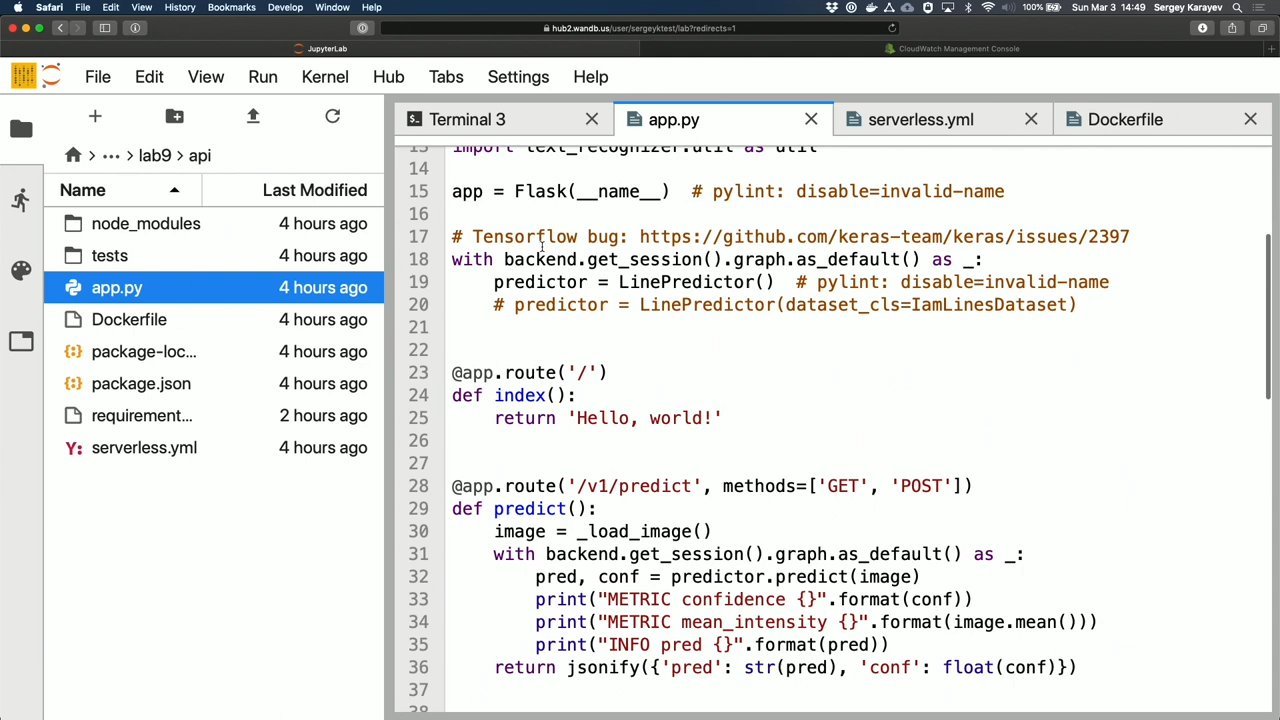 Safari File Edit View History Bookmarks Develop Window Help 100% Sun Mar 3 14:49 Sergey Karayev
hub2.wandb.us/user/sergeyktest/lab?redirects=1
JupyterLab
CloudWatch Management Console
File Edit View Run Kernel Hub Tabs Settings Help
Terminal 3
app.py
serverless.yml
Dockerfile
… > lab9 > api
Name Last Modified
node_modules 4 hours ago
tests 4 hours ago
app.py 4 hours ago
Dockerfile 4 hours ago
package-loc... 4 hours ago
package.json 4 hours ago
requirement... 2 hours ago
serverless.yml 4 hours ago
13 import text_recognizer.util as util
14
15 app = Flask(__name__)  # pylint: disable=invalid-name
16
17 # Tensorflow bug: https://github.com/keras-team/keras/issues/2397
18 with backend.get_session().graph.as_default() as _:
19     predictor = LinePredictor()  # pylint: disable=invalid-name
20     # predictor = LinePredictor(dataset_cls=IamLinesDataset)
21
22
23 @app.route('/')
24 def index():
25     return 'Hello, world!'
26
27
28 @app.route('/v1/predict', methods=['GET', 'POST'])
29 def predict():
30     image = _load_image()
31     with backend.get_session().graph.as_default() as _:
32         pred, conf = predictor.predict(image)
33         print("METRIC confidence {}".format(conf))
34         print("METRIC mean_intensity {}".format(image.mean()))
35         print("INFO pred {}".format(pred))
36     return jsonify({'pred': str(pred), 'conf': float(conf)})
37
38